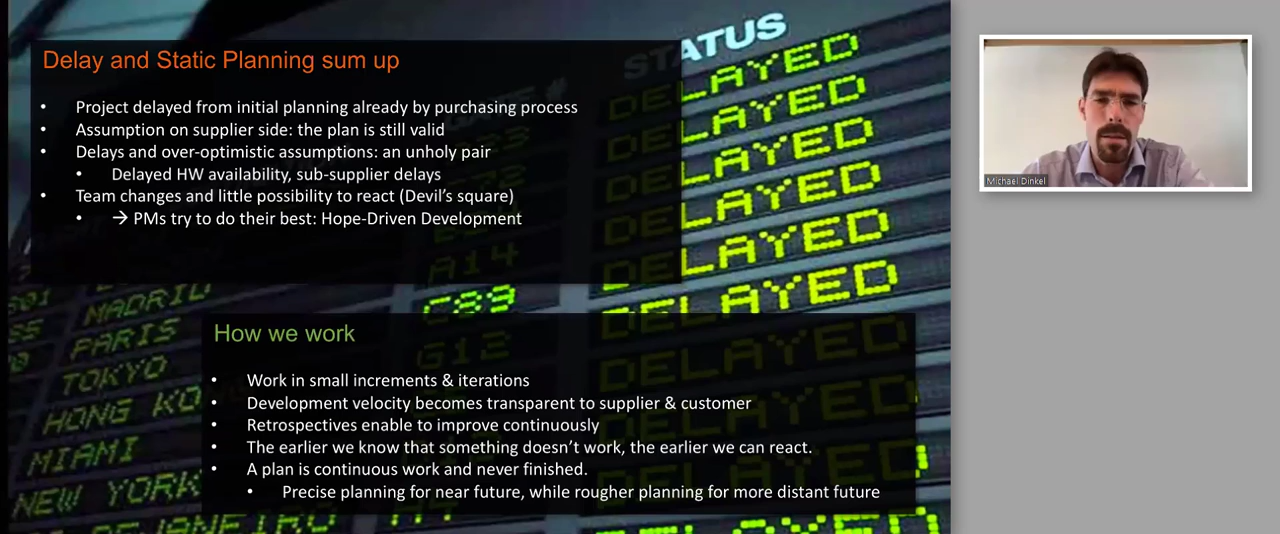 STATUS
Delay and Static Planning sum up
• Project delayed from initial planning already by purchasing process
• Assumption on supplier side: the plan is still valid
• Delays and over-optimistic assumptions: an unholy pair
• Delayed HW availability, sub-supplier delays
• Team changes and little possibility to react (Devil's square)
• → PMs try to do their best: Hope-Driven Development
DELAYED
DELAYED
DELAYED
DELAYED
DELAYED
A14
MADRID
C89
DELAYED
PARIS
G12
DELAYED
TOKYO
HONG KO
MIAMI
NEW YORK
How we work
• Work in small increments & iterations
• Development velocity becomes transparent to supplier & customer
• Retrospectives enable to improve continuously
• The earlier we know that something doesn't work, the earlier we can react.
• A plan is continuous work and never finished.
• Precise planning for near future, while rougher planning for more distant future
DELAYED
Michael Dinkel